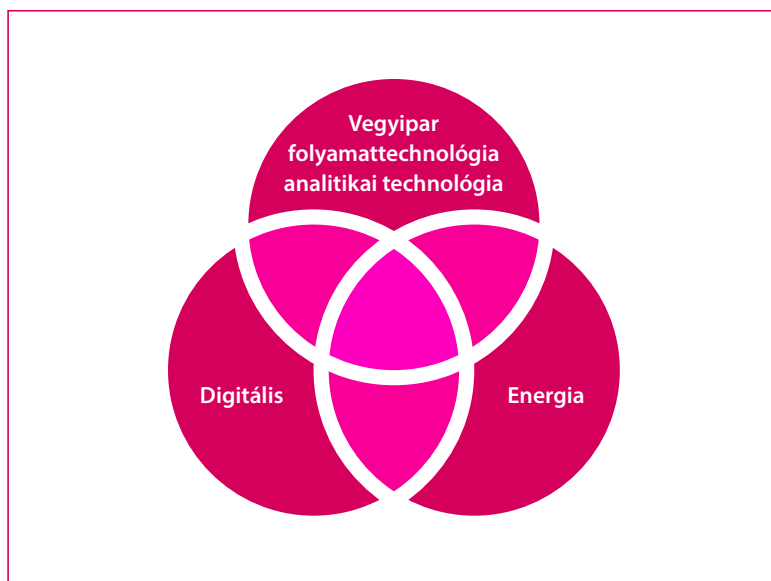 Vegyipar
folyamattechnológia
analitikai technológia
Digitális
Energia